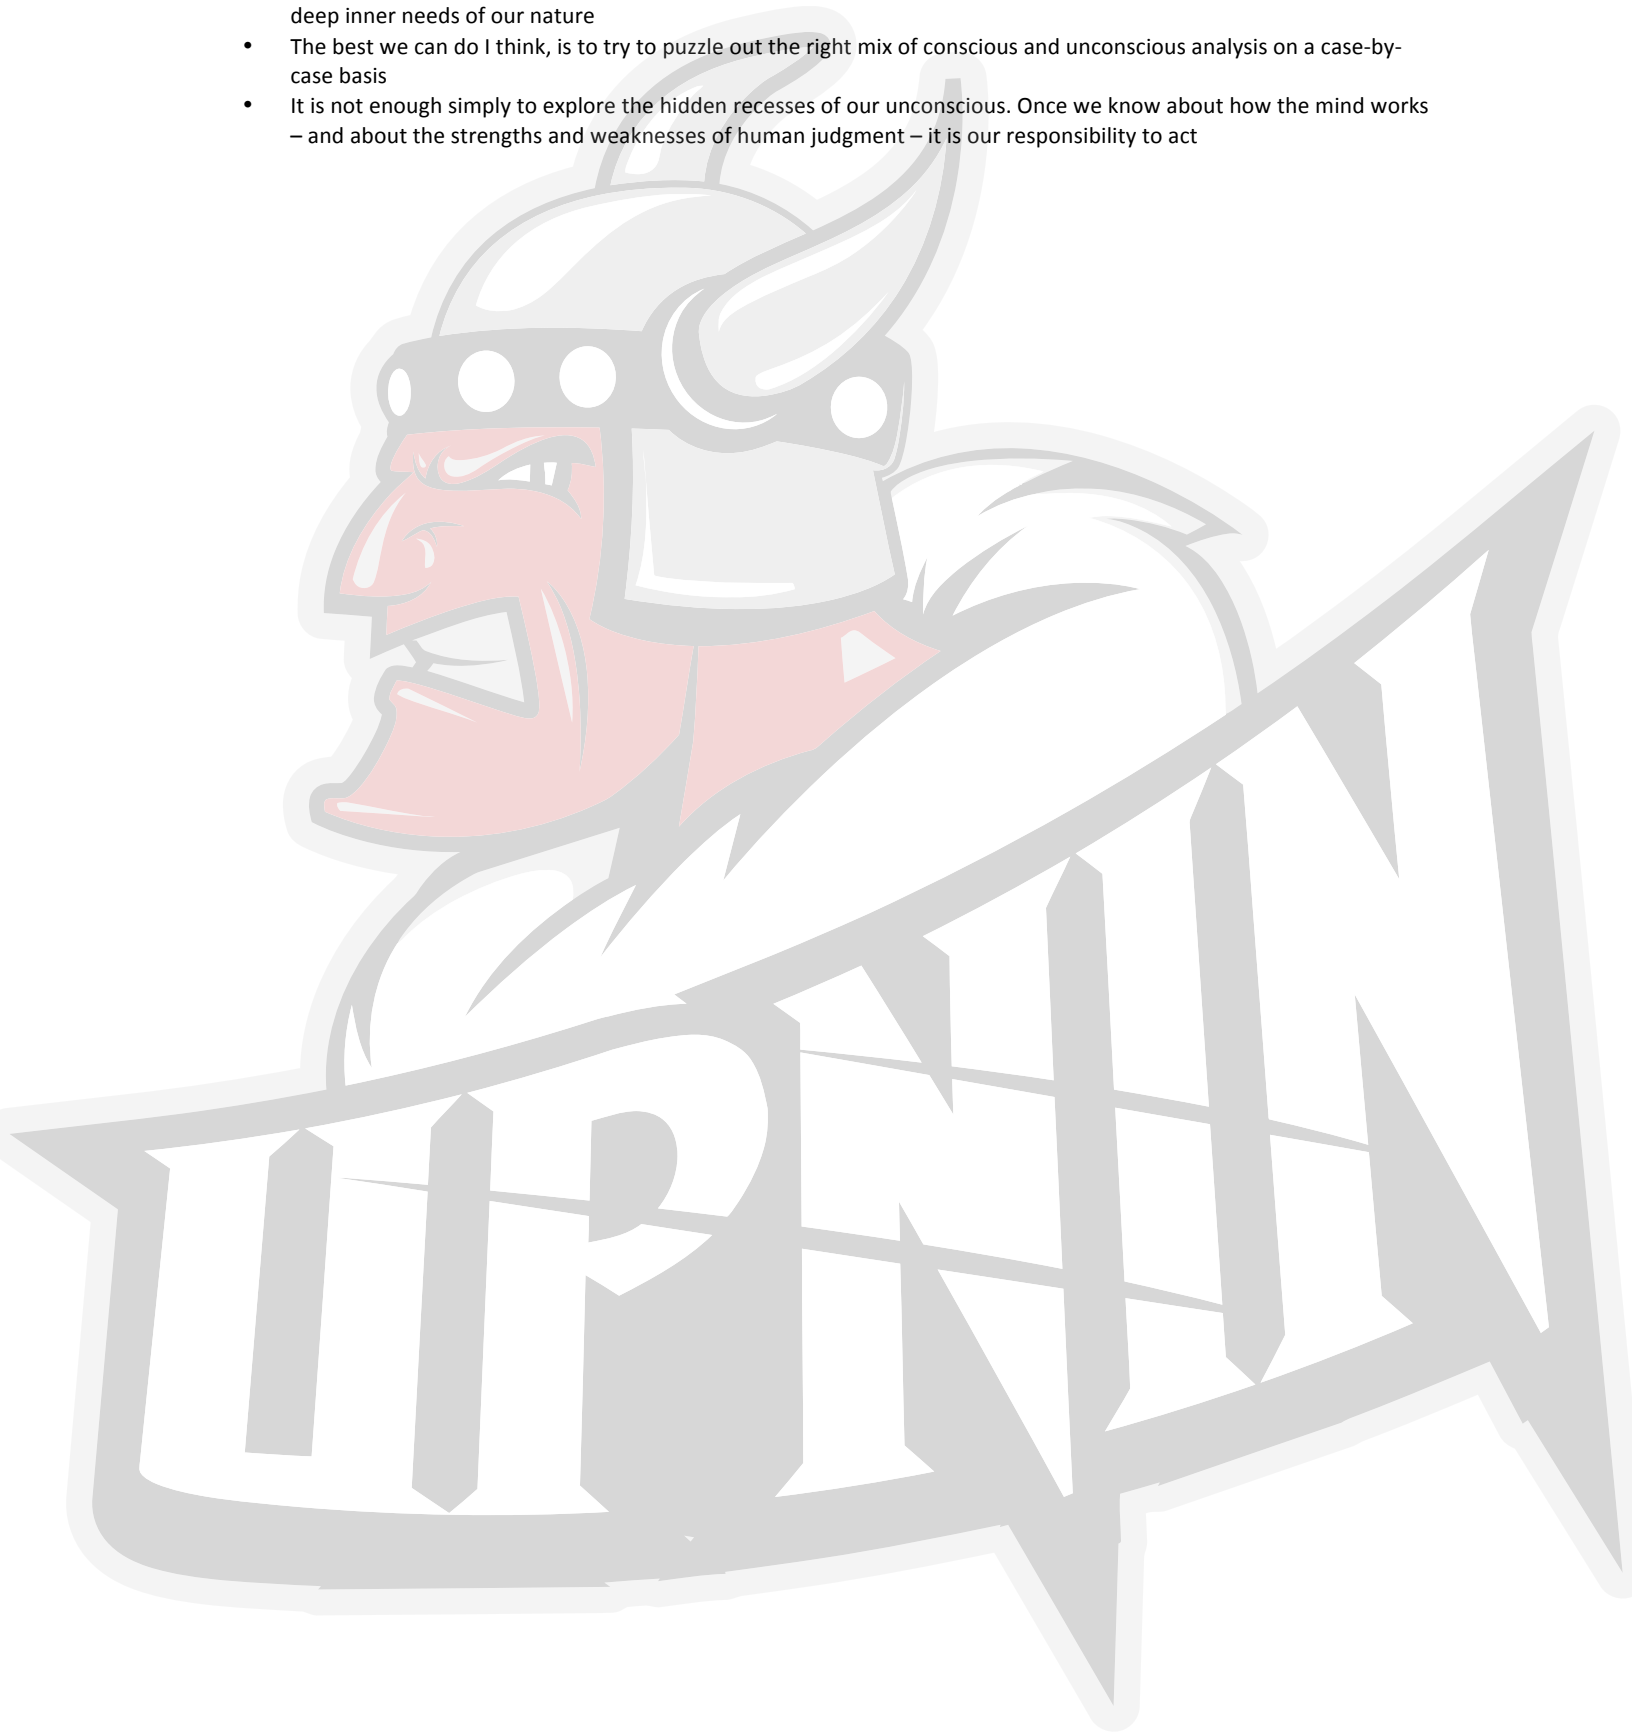 deep inner needs of our nature
• The best we can do I think, is to try to puzzle out the right mix of conscious and unconscious analysis on a case-by-
case basis
• It is not enough simply to explore the hidden recesses of our unconscious. Once we know about how the mind works
– and about the strengths and weaknesses of human judgment – it is our responsibility to act
UPNIN